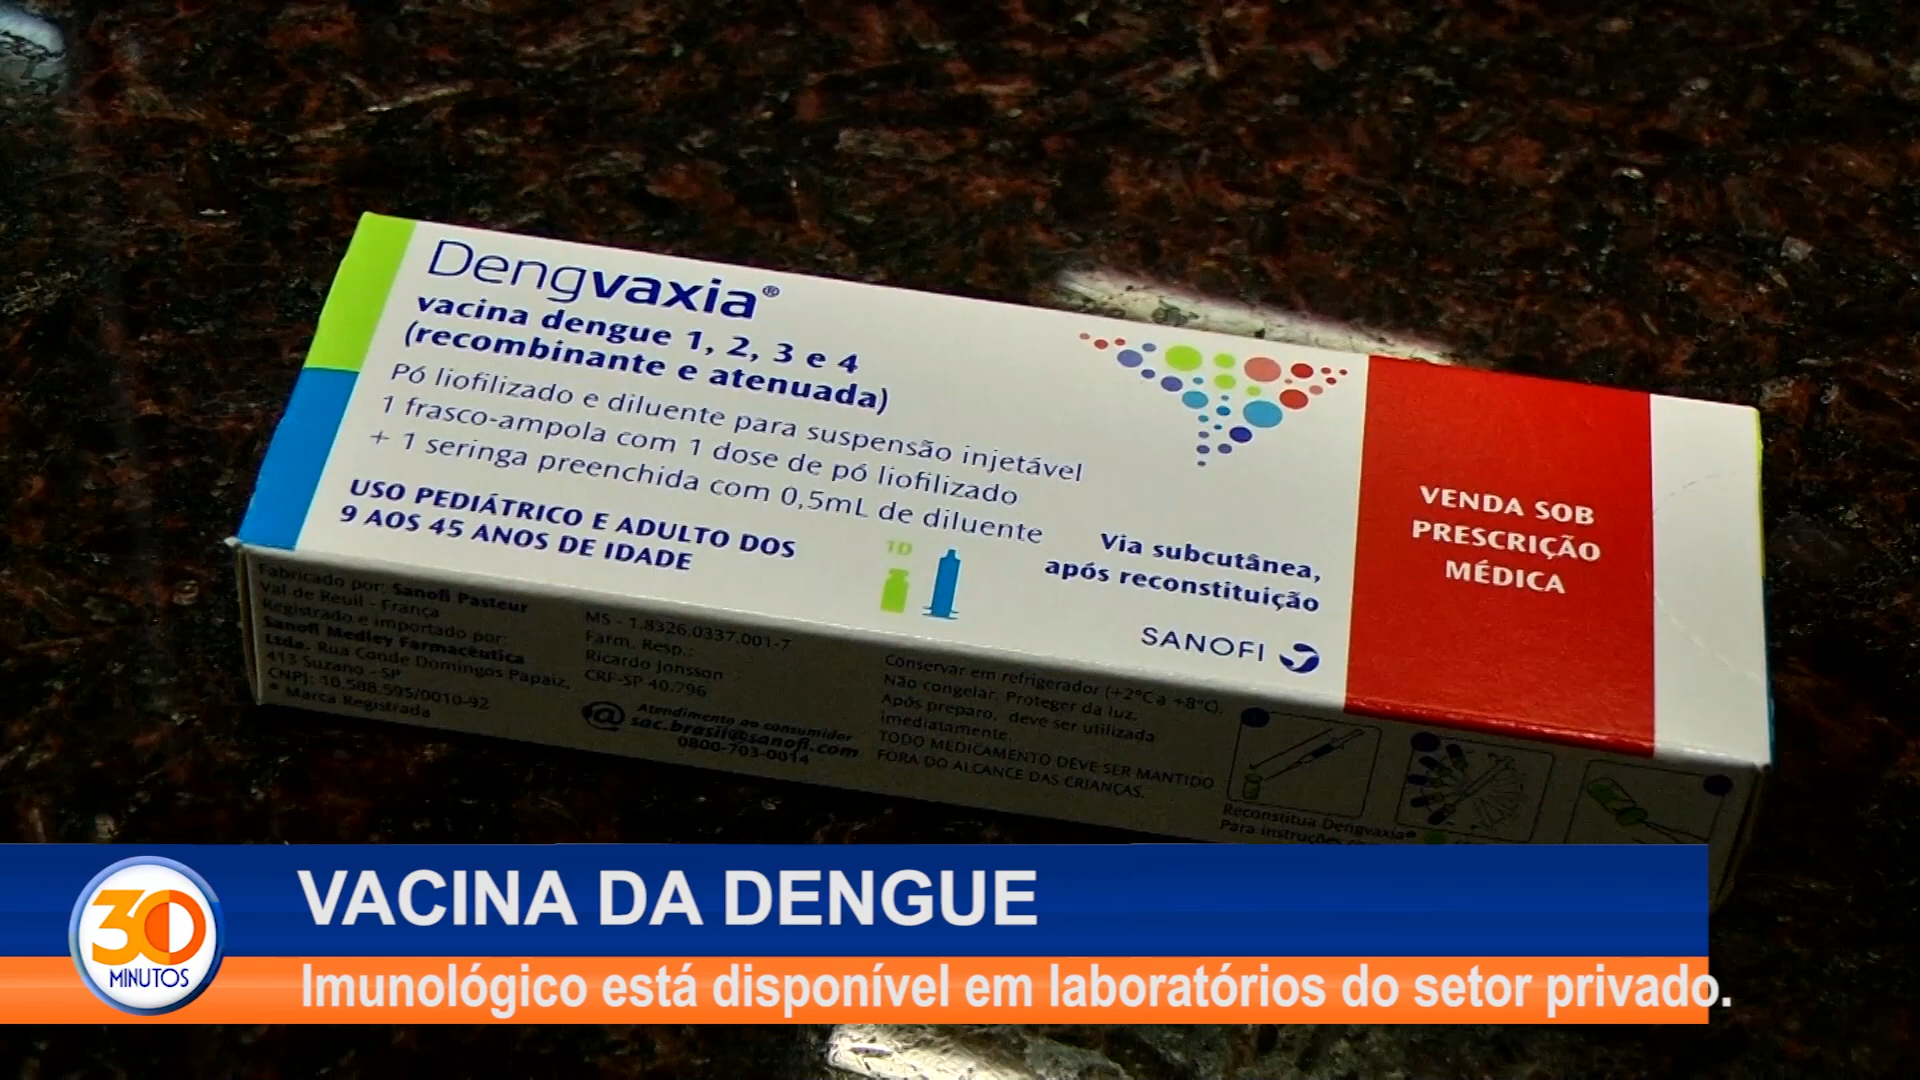 Dengvaxia®
vacina dengue 1, 2, 3 e 4
(recombinante e atenuada)
Pó liofilizado e diluente para suspensão injetável
1 frasco-ampola com 1 dose de pó liofilizado
+ 1 seringa preenchida com 0,5mL de diluente
USO PEDIÁTRICO E ADULTO DOS
9 AOS 45 ANOS DE IDADE
1D
Via subcutânea,
após reconstituição
SANOFI
VENDA SOB
PRESCRIÇÃO
MÉDICA
Fabricado por: Sanofi Pasteur
Val de Reuil - França
Registrado e importado por:
Sanofi Medley Farmacêutica
Ltda. Rua Conde Domingos Papaiz,
413 Suzano - SP
CNPJ: 10.588.595/0010-92
® Marca Registrada
MS - 1.8326.0337.001-7
Farm. Resp.:
Ricardo Jonsson
CRF-SP 40.796
@ Atendimento ao consumidor
sac.brasil@sanofi.com
0800-703-0014
Conservar em refrigerador (+2°C a +8°C).
Não congelar. Proteger da luz.
Após preparo, deve ser utilizada
imediatamente.
TODO MEDICAMENTO DEVE SER MANTIDO
FORA DO ALCANCE DAS CRIANÇAS.
Reconstitua Dengvaxia®
Para instruções
30
MINUTOS
VACINA DA DENGUE
Imunológico está disponível em laboratórios do setor privado.